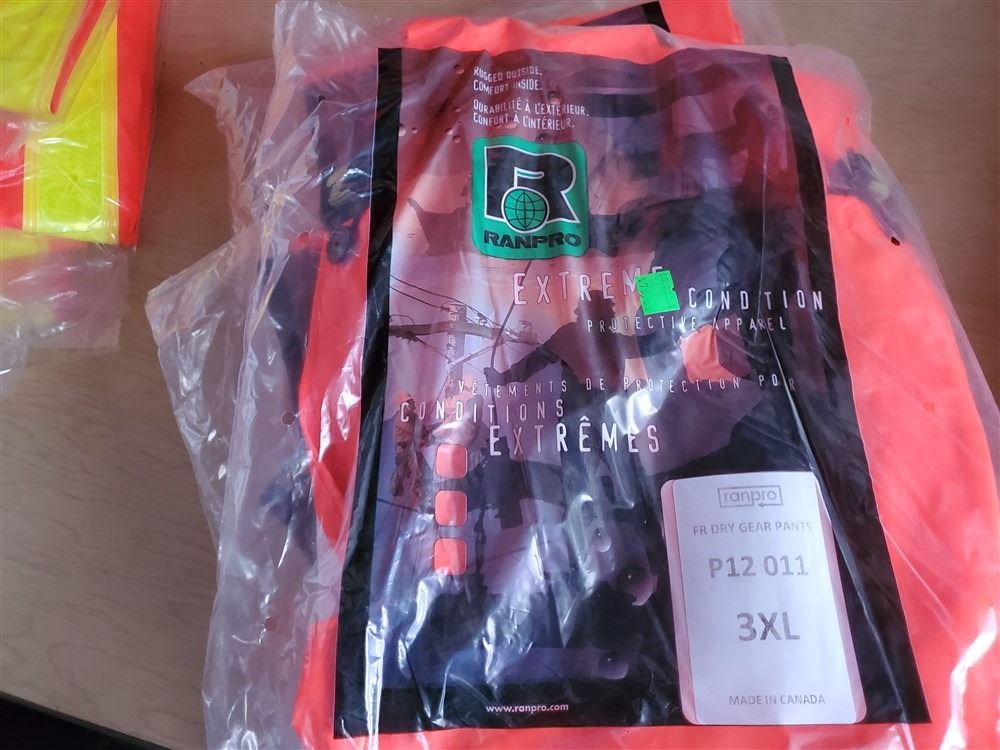 RUGGED OUTSIDE.
COMFORT INSIDE.
DURABILITÉ À L'EXTÉRIEUR.
CONFORT À L'INTÉRIEUR.
R
RANPRO
EXTREME CONDITION
PROTECTIVE APPAREL
VÊTEMENTS DE PROTECTION POUR
CONDITIONS
EXTRÊMES
ranpro
FR DRY GEAR PANTS
P12 011
3XL
MADE IN CANADA
www.ranpro.com